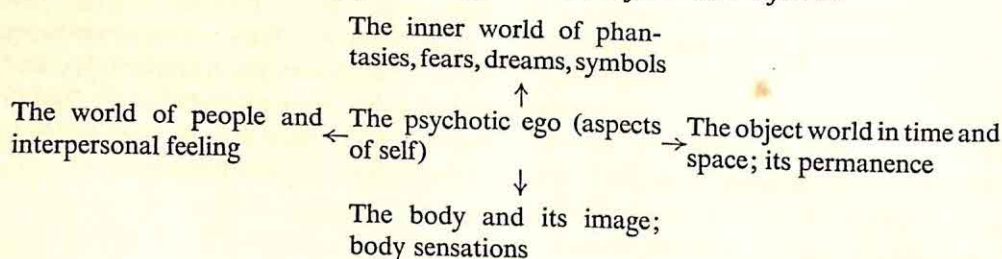 The inner world of phan-
tasies, fears, dreams, symbols
↑
The world of people and ← The psychotic ego (aspects → The object world in time and
interpersonal feeling of self) space; its permanence
↓
The body and its image;
body sensations